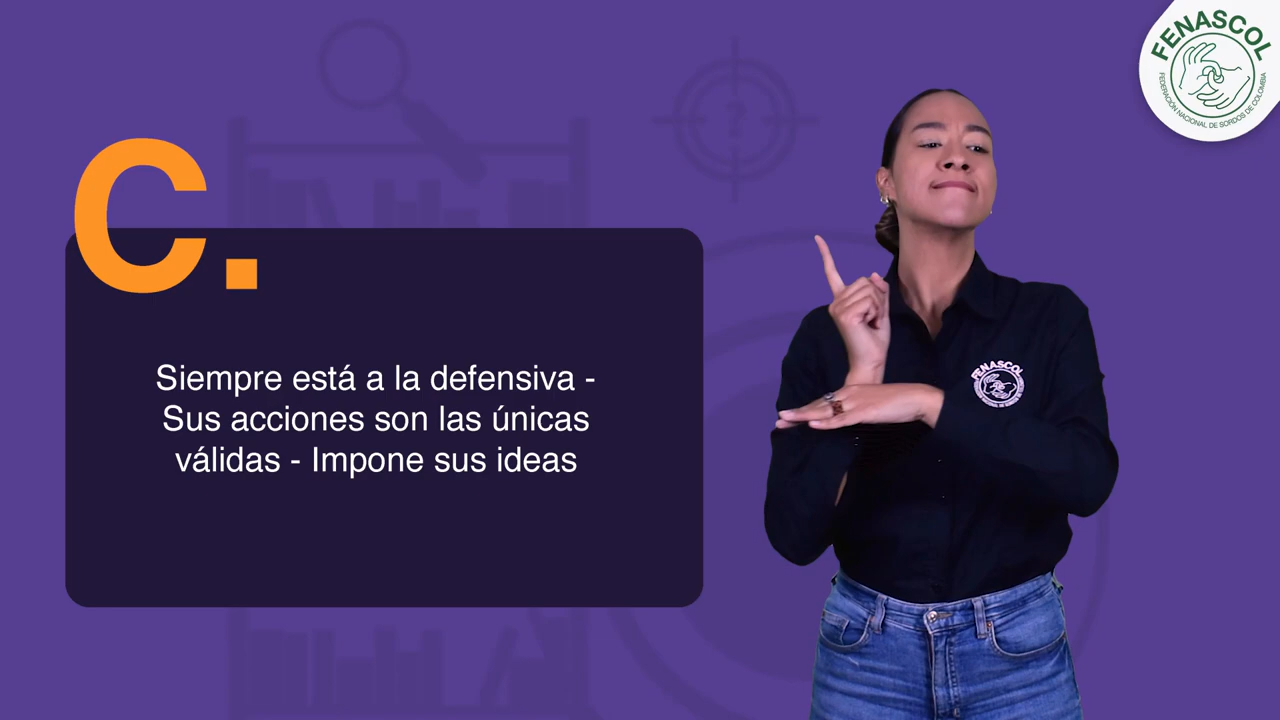 FENASCOL
FEDERACIÓN NACIONAL DE SORDOS DE COLOMBIA
C.
Siempre está a la defensiva -
Sus acciones son las únicas
válidas - Impone sus ideas
FENASCOL